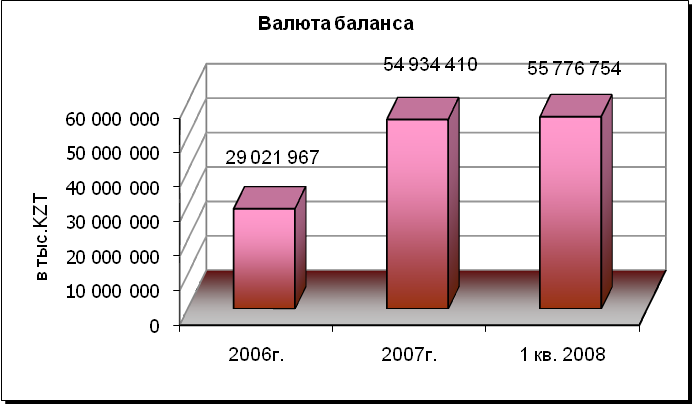 Валюта баланса
54 934 410
55 776 754
29 021 967
60 000 000
50 000 000
40 000 000
30 000 000
20 000 000
10 000 000
0
в тыс.KZT
2006г.
2007г.
1 кв. 2008